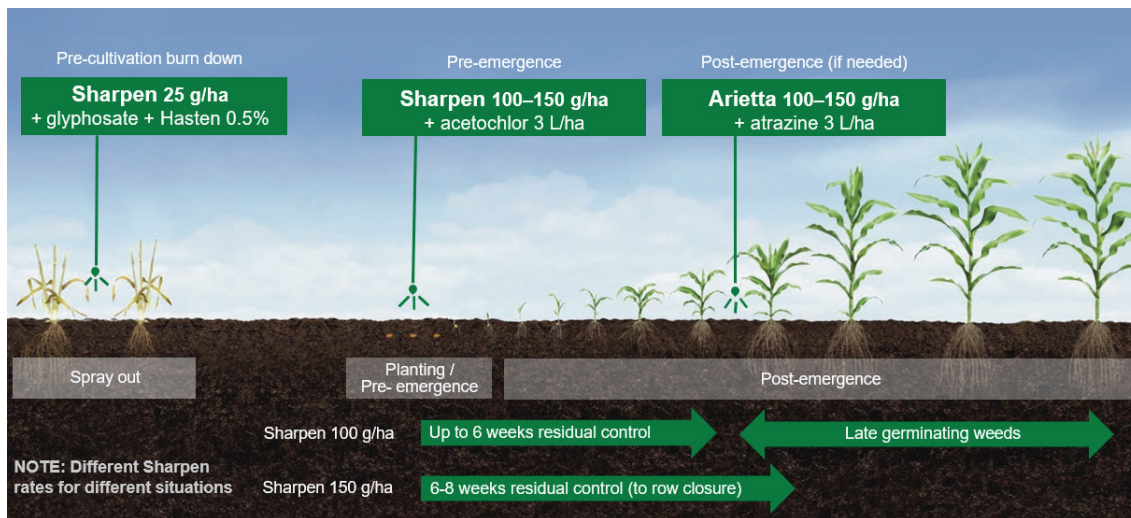 Pre-cultivation burn down
Sharpen 25 g/ha
+ glyphosate + Hasten 0.5%
Pre-emergence
Sharpen 100–150 g/ha
+ acetochlor 3 L/ha
Post-emergence (if needed)
Arietta 100–150 g/ha
+ atrazine 3 L/ha
Spray out
Planting /
Pre- emergence
Post-emergence
Sharpen 100 g/ha
Up to 6 weeks residual control
Late germinating weeds
NOTE: Different Sharpen
rates for different situations
Sharpen 150 g/ha
6-8 weeks residual control (to row closure)